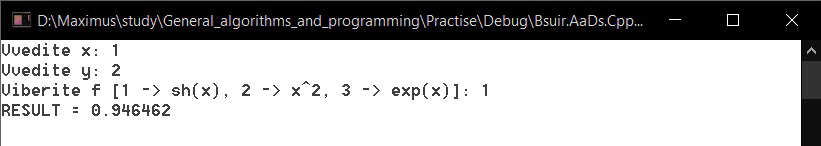 D:\Maximus\study\General_algorithms_and_programming\Practise\Debug\Bsuir.AaDs.Cpp...
Vvedite x: 1
Vvedite y: 2
Viberite f [1 -> sh(x), 2 -> x^2, 3 -> exp(x)]: 1
RESULT = 0.946462